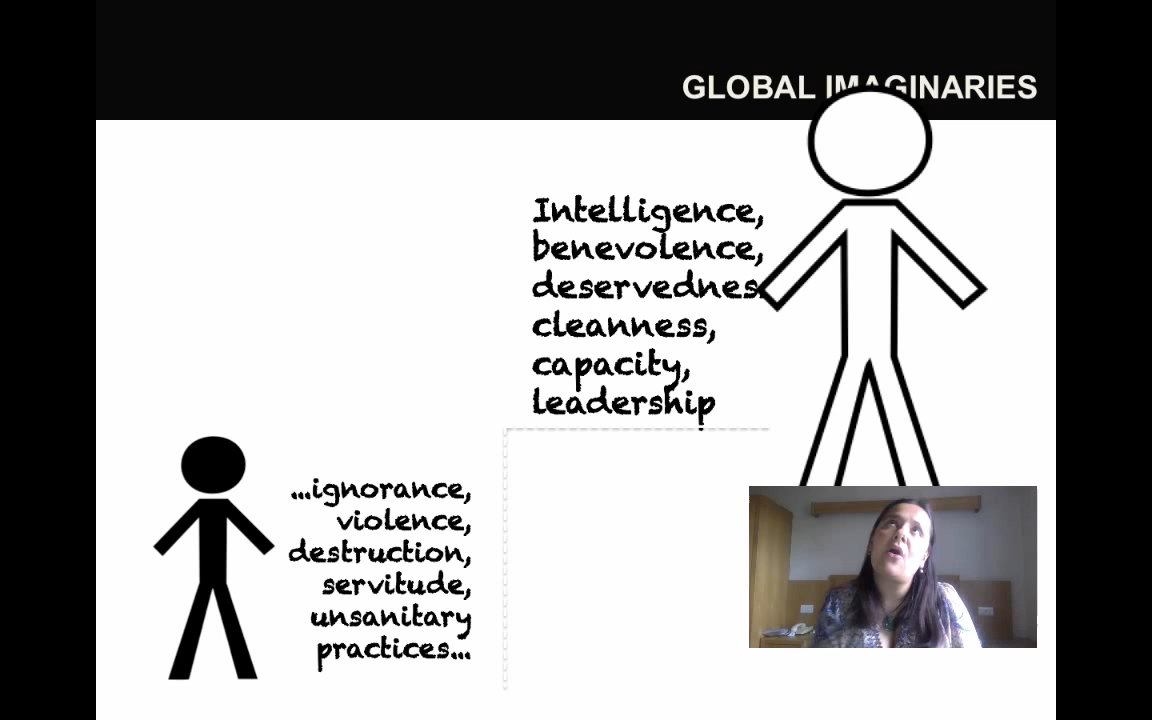 GLOBAL IMAGINARIES
Intelligence,
benevolence,
deservednes
cleanness,
capacity,
leadership
...ignorance,
violence,
destruction,
servitude,
unsanitary
practices...